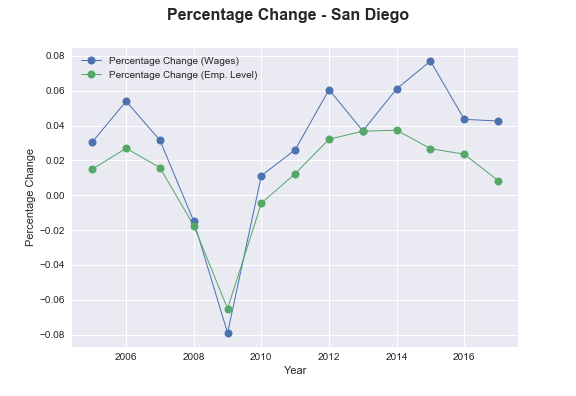 Percentage Change - San Diego
Percentage Change (Wages)
Percentage Change (Emp. Level)
Percentage Change
0.08
0.06
0.04
0.02
0.00
−0.02
−0.04
−0.06
−0.08
2006 2008 2010 2012 2014 2016
Year